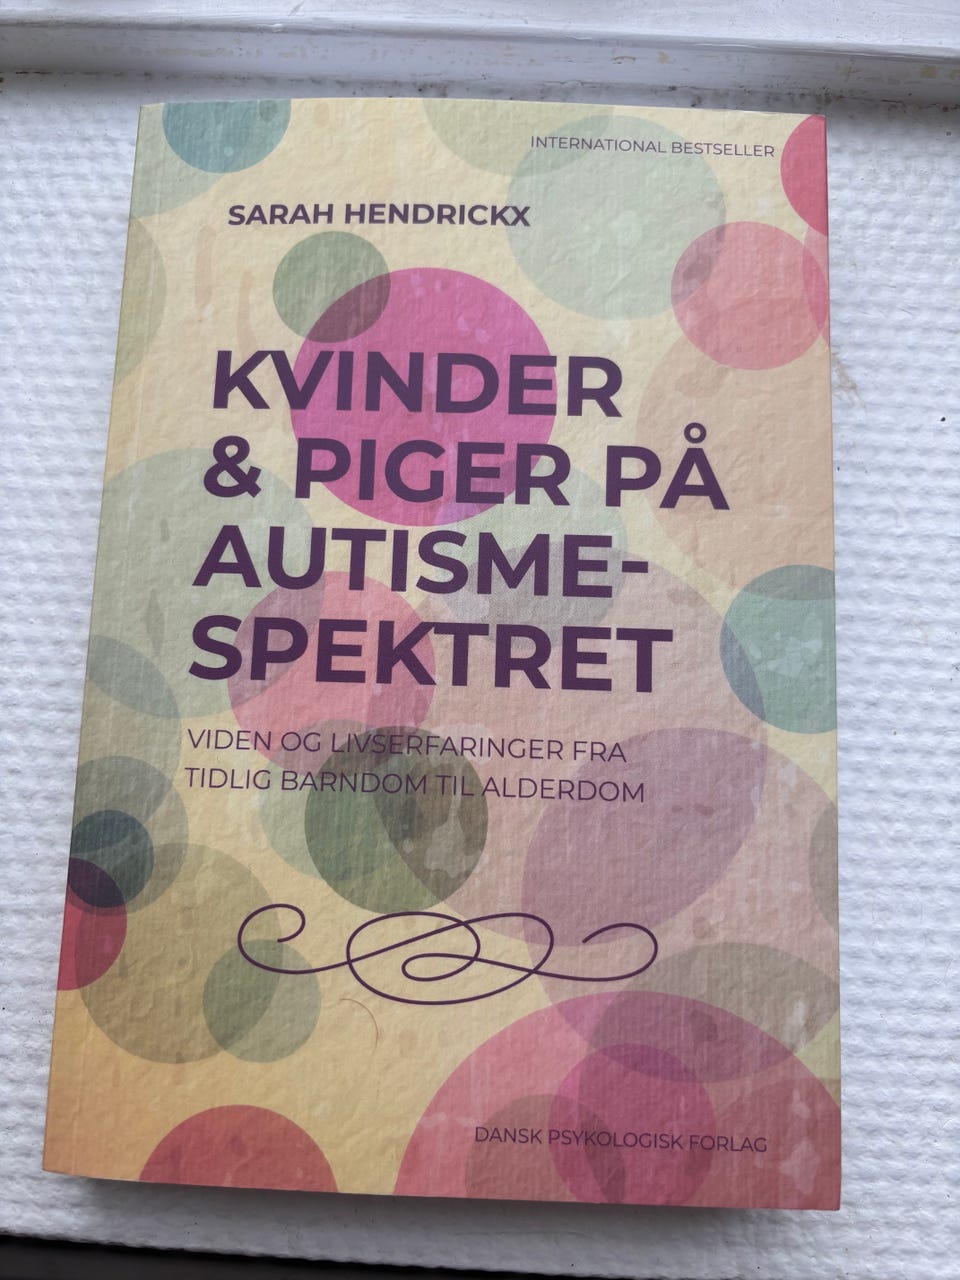 INTERNATIONAL BESTSELLER
SARAH HENDRICKX
KVINDER
& PIGER PÅ
AUTISME-
SPEKTRET
VIDEN OG LIVSERFARINGER FRA
TIDLIG BARNDOM TIL ALDERDOM
DANSK PSYKOLOGISK FORLAG